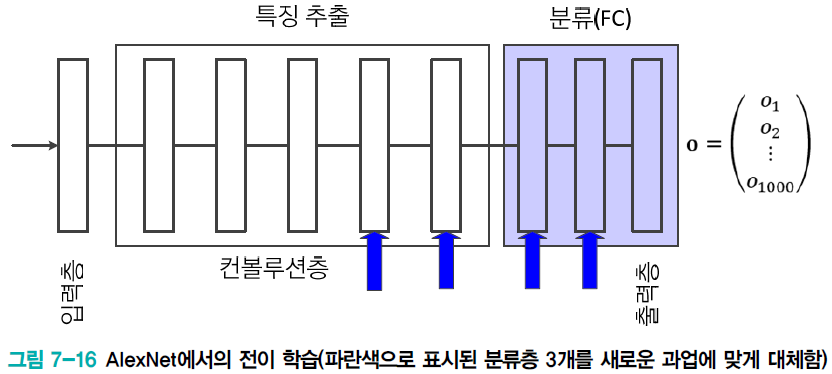 특징 추출
분류(FC)
입력층
컨볼루션층
출력층
o = (o₁ o₂ ⋮ o₁₀₀₀)
그림 7-16 AlexNet에서의 전이 학습(파란색으로 표시된 분류층 3개를 새로운 과업에 맞게 대체함)